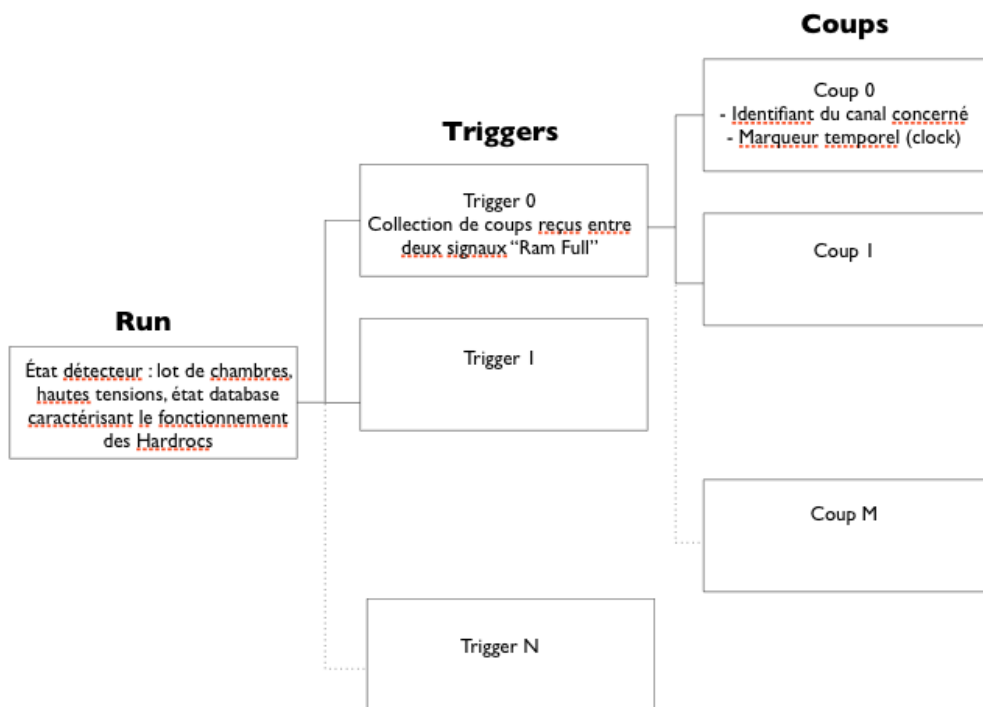 Coups
Coup 0
- Identifiant du canal concerné
- Marqueur temporel (clock)
Triggers
Trigger 0
Collection de coups reçus entre
deux signaux “Ram Full”
Coup 1
Run
État détecteur : lot de chambres,
hautes tensions, état database
caractérisant le fonctionnement
des Hardrocs
Trigger 1
Coup M
Trigger N